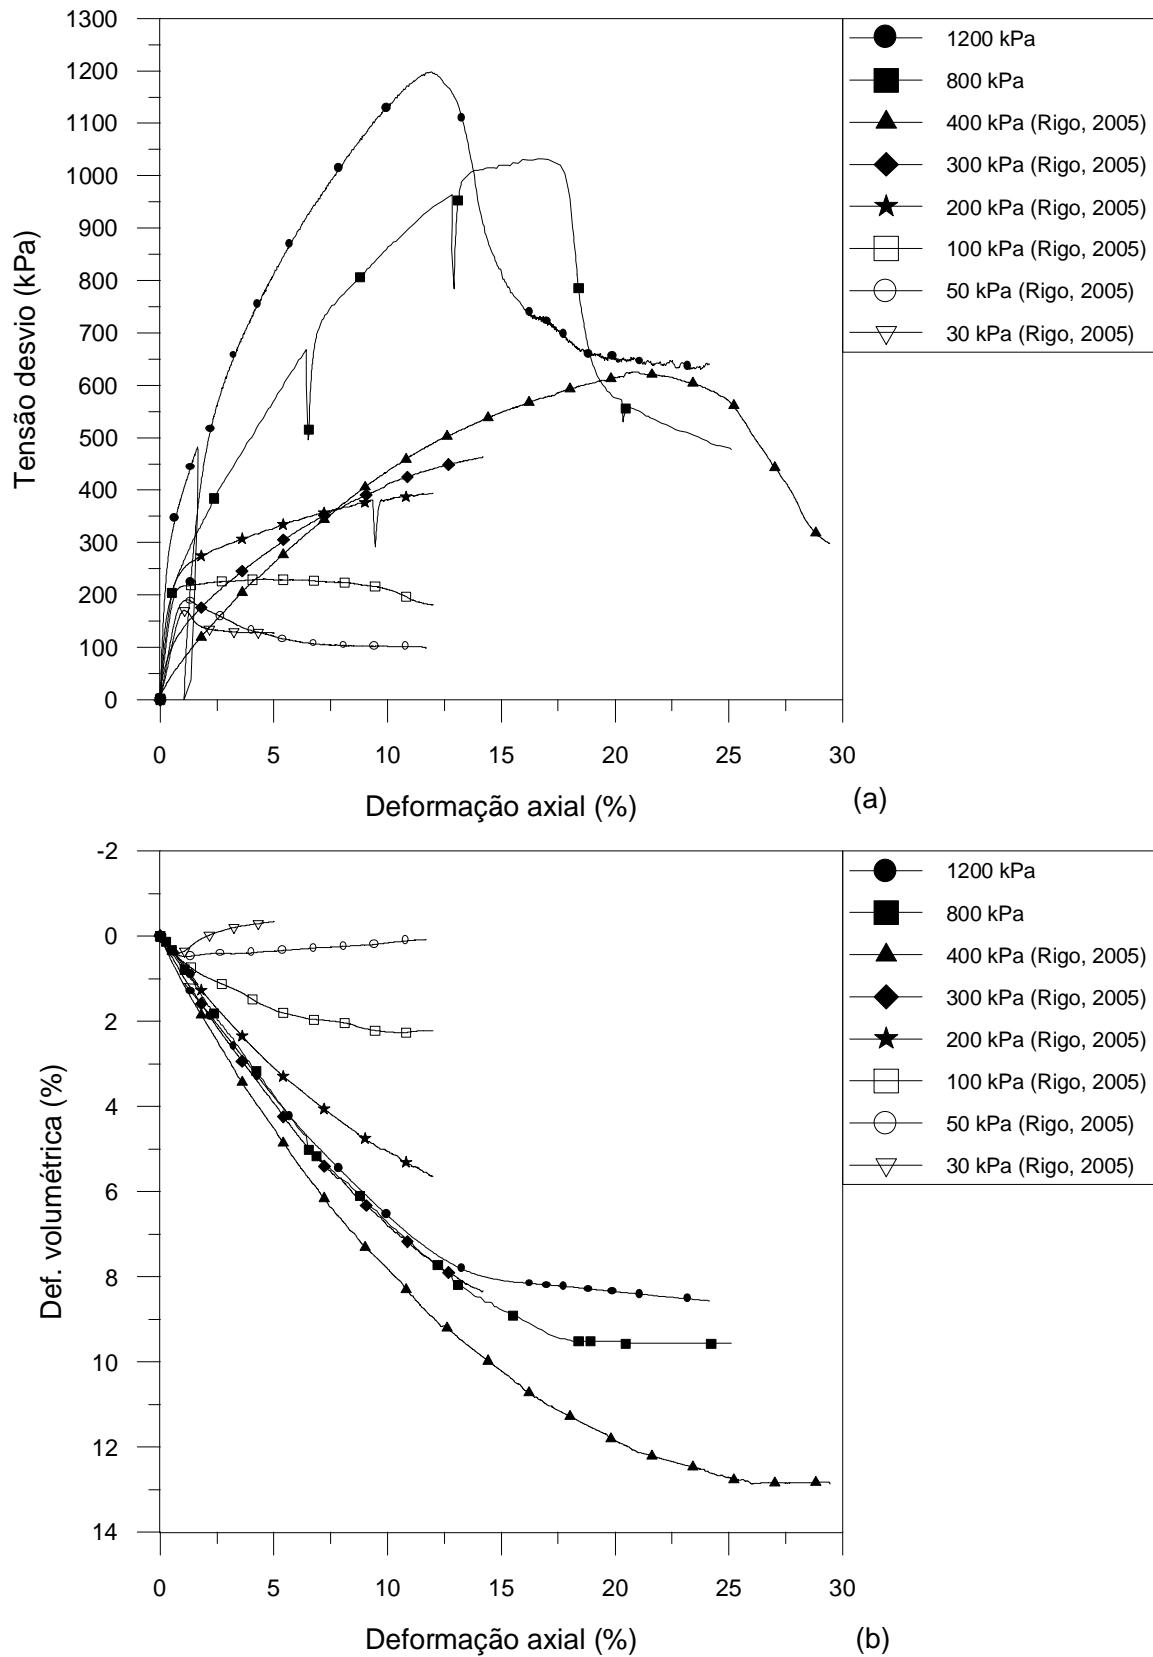 1300
1200
1100
1000
900
800
700
600
500
400
300
200
100
0
Tensão desvio (kPa)
0 5 10 15 20 25 30
Deformação axial (%)
(a)
1200 kPa
800 kPa
400 kPa (Rigo, 2005)
300 kPa (Rigo, 2005)
200 kPa (Rigo, 2005)
100 kPa (Rigo, 2005)
50 kPa (Rigo, 2005)
30 kPa (Rigo, 2005)
-2
0
2
4
6
8
10
12
14
Def. volumétrica (%)
0 5 10 15 20 25 30
Deformação axial (%)
(b)
1200 kPa
800 kPa
400 kPa (Rigo, 2005)
300 kPa (Rigo, 2005)
200 kPa (Rigo, 2005)
100 kPa (Rigo, 2005)
50 kPa (Rigo, 2005)
30 kPa (Rigo, 2005)